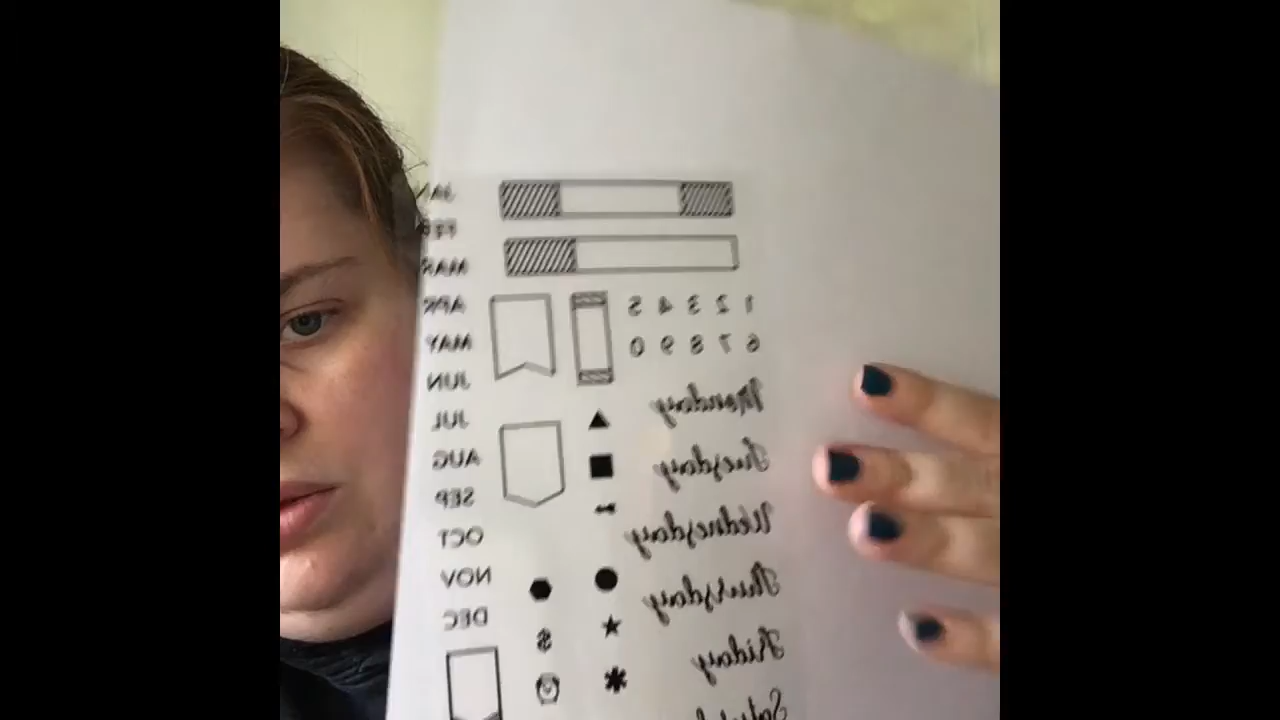 JAN
FEB
MAR
APR
MAY
JUN
JUL
AUG
SEP
OCT
NOV
DEC
1 2 3 4 5
6 7 8 9 0
Monday
Tuesday
Wednesday
Thursday
Friday
$